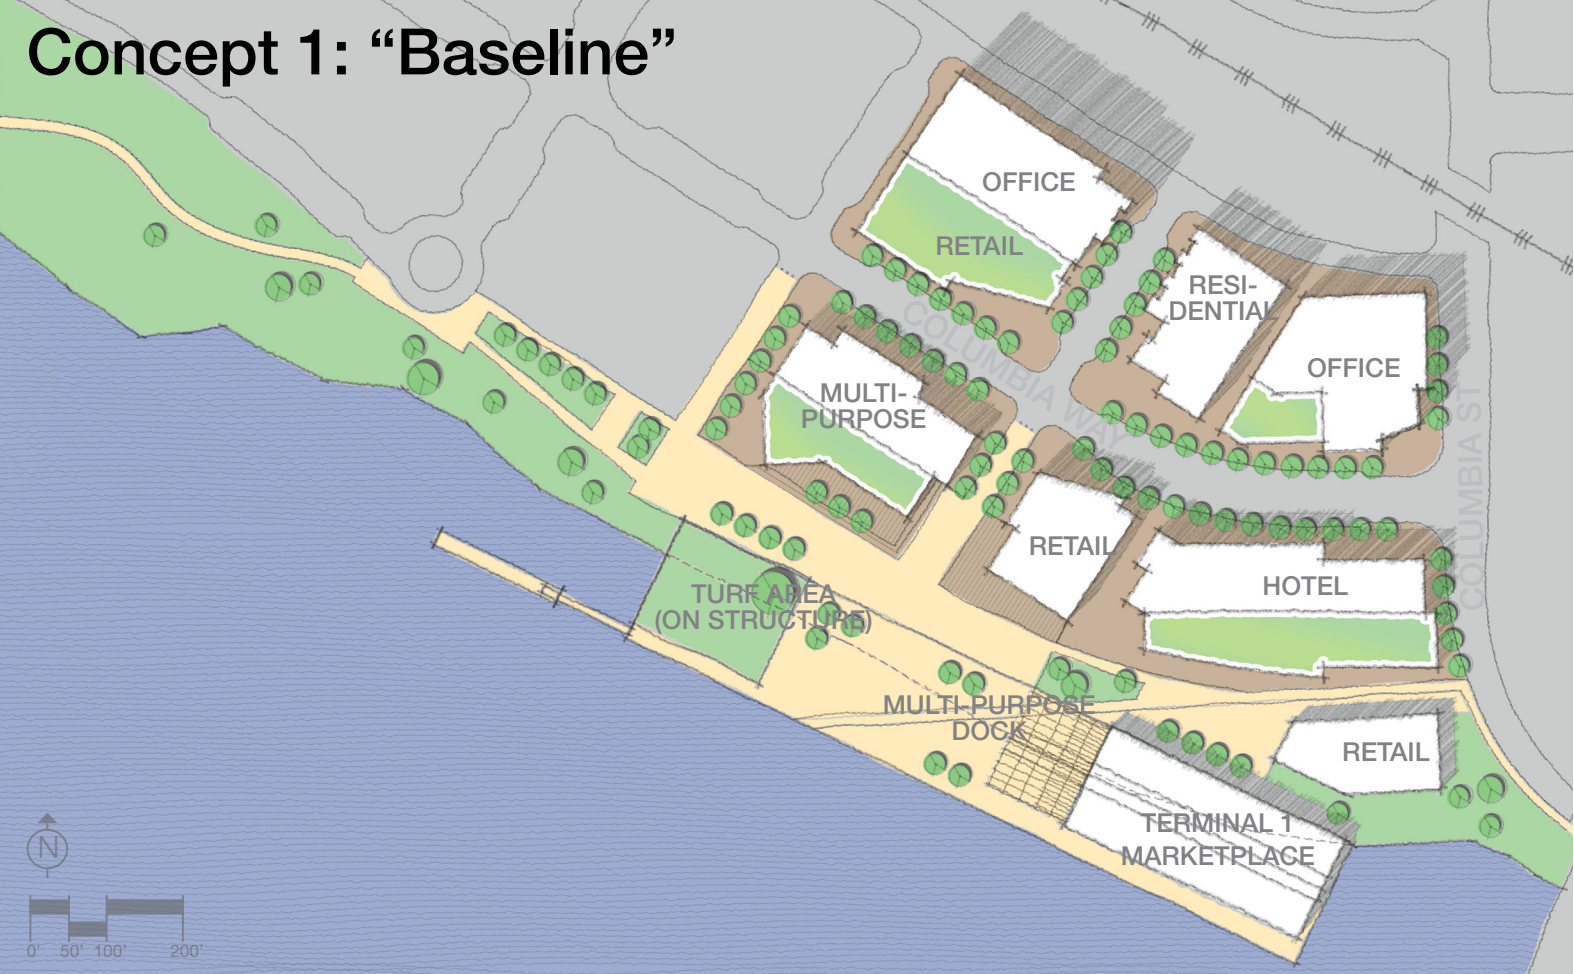 Concept 1: “Baseline”
OFFICE
RETAIL
RESI-
DENTIAL
OFFICE
COLUMBIA WAY
MULTI-
PURPOSE
COLUMBIA ST
RETAIL
HOTEL
TURF AREA
(ON STRUCTURE)
MULTI-PURPOSE
DOCK
RETAIL
TERMINAL 1
MARKETPLACE
N
0' 50' 100' 200'